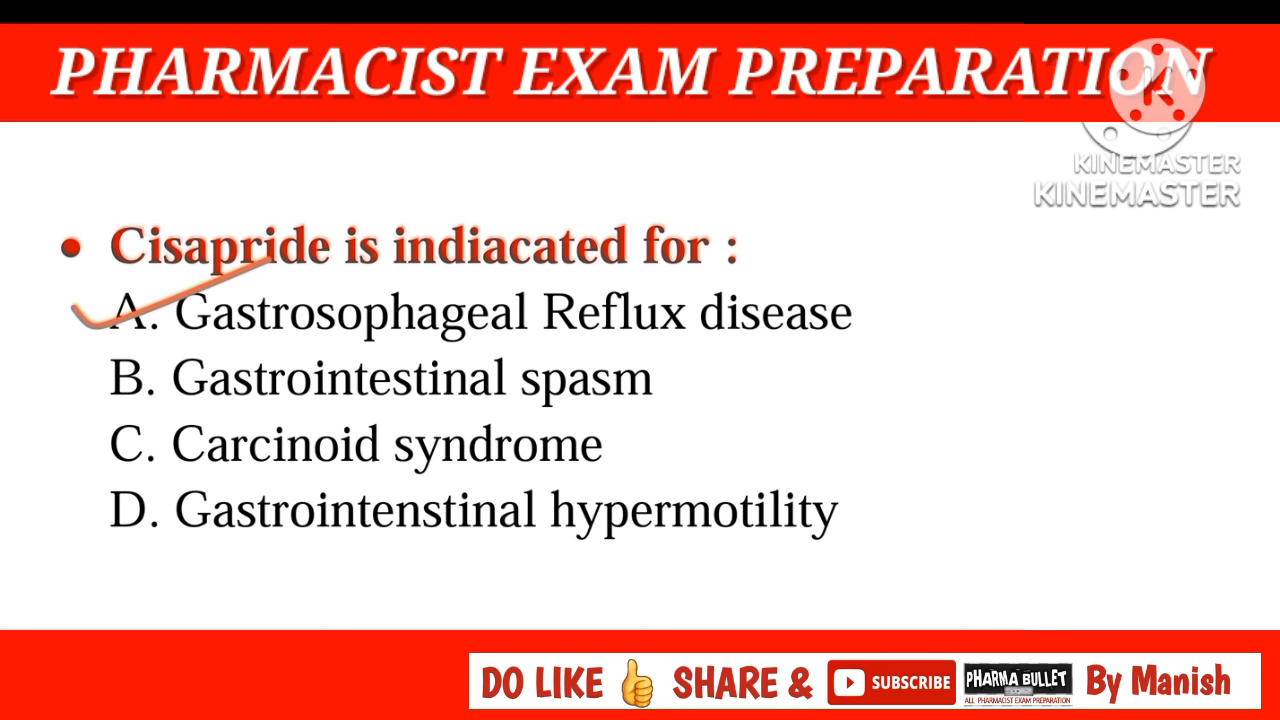 PHARMACIST EXAM PREPARATION
KINEMASTER
KINEMASTER
• Cisapride is indiacated for :
A. Gastrosophageal Reflux disease
B. Gastrointestinal spasm
C. Carcinoid syndrome
D. Gastrointenstinal hypermotility
DO LIKE 👍 SHARE & SUBSCRIBE PHARMA BULLET By Manish
ALL PHARMACIST EXAM PREPARATION